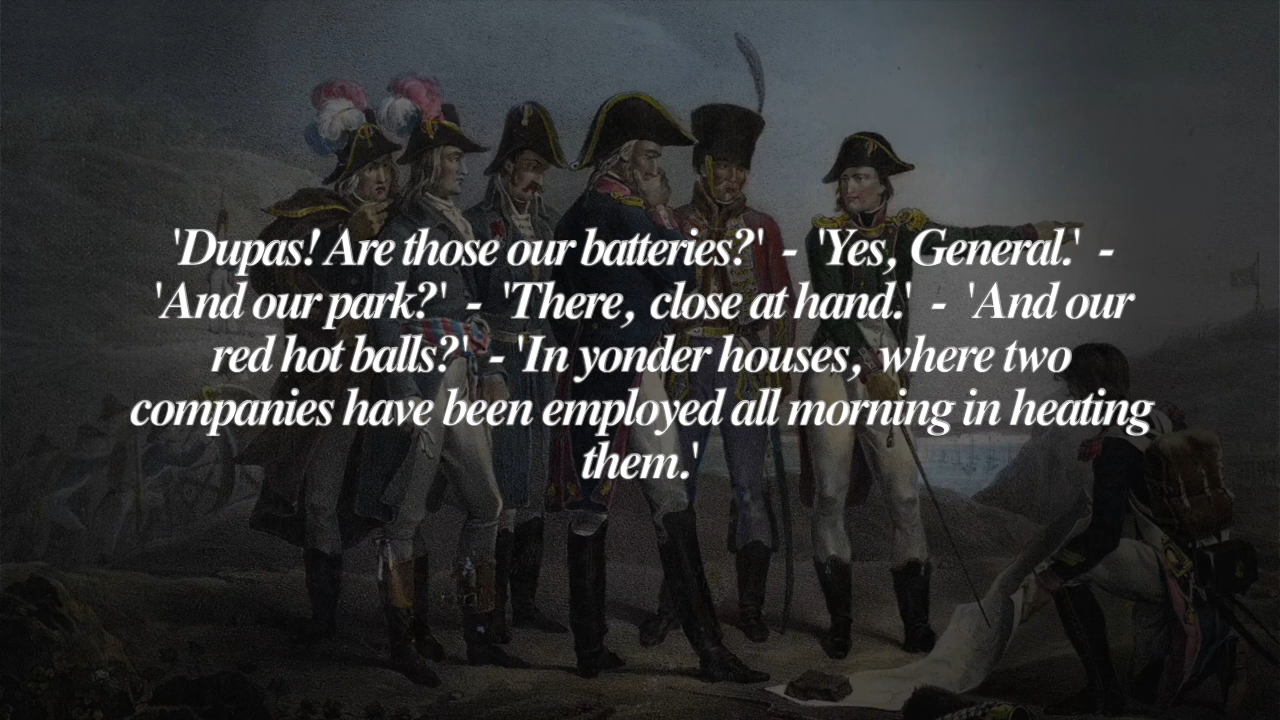 'Dupas! Are those our batteries?' - 'Yes, General.' -
'And our park?' - 'There, close at hand.' - 'And our
red hot balls?' - 'In yonder houses, where two
companies have been employed all morning in heating
them.'